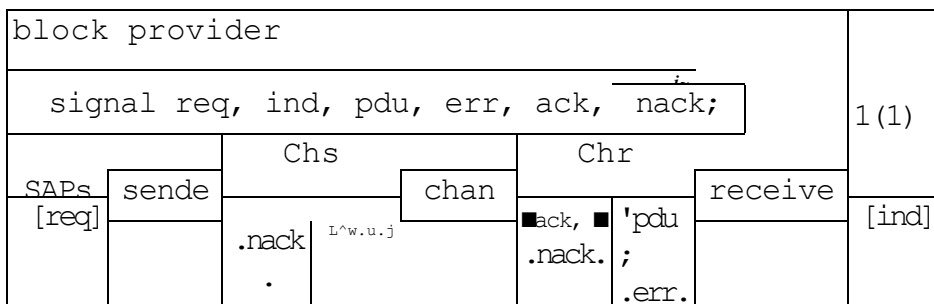 block provider
signal req, ind, pdu, err, ack, nack;
1(1)
Chs
Chr
SAPs
sende
chan
receive
[req]
.nack
.
L^w.u.j
■ack, ■
.nack.
'pdu
;
.err.
[ind]